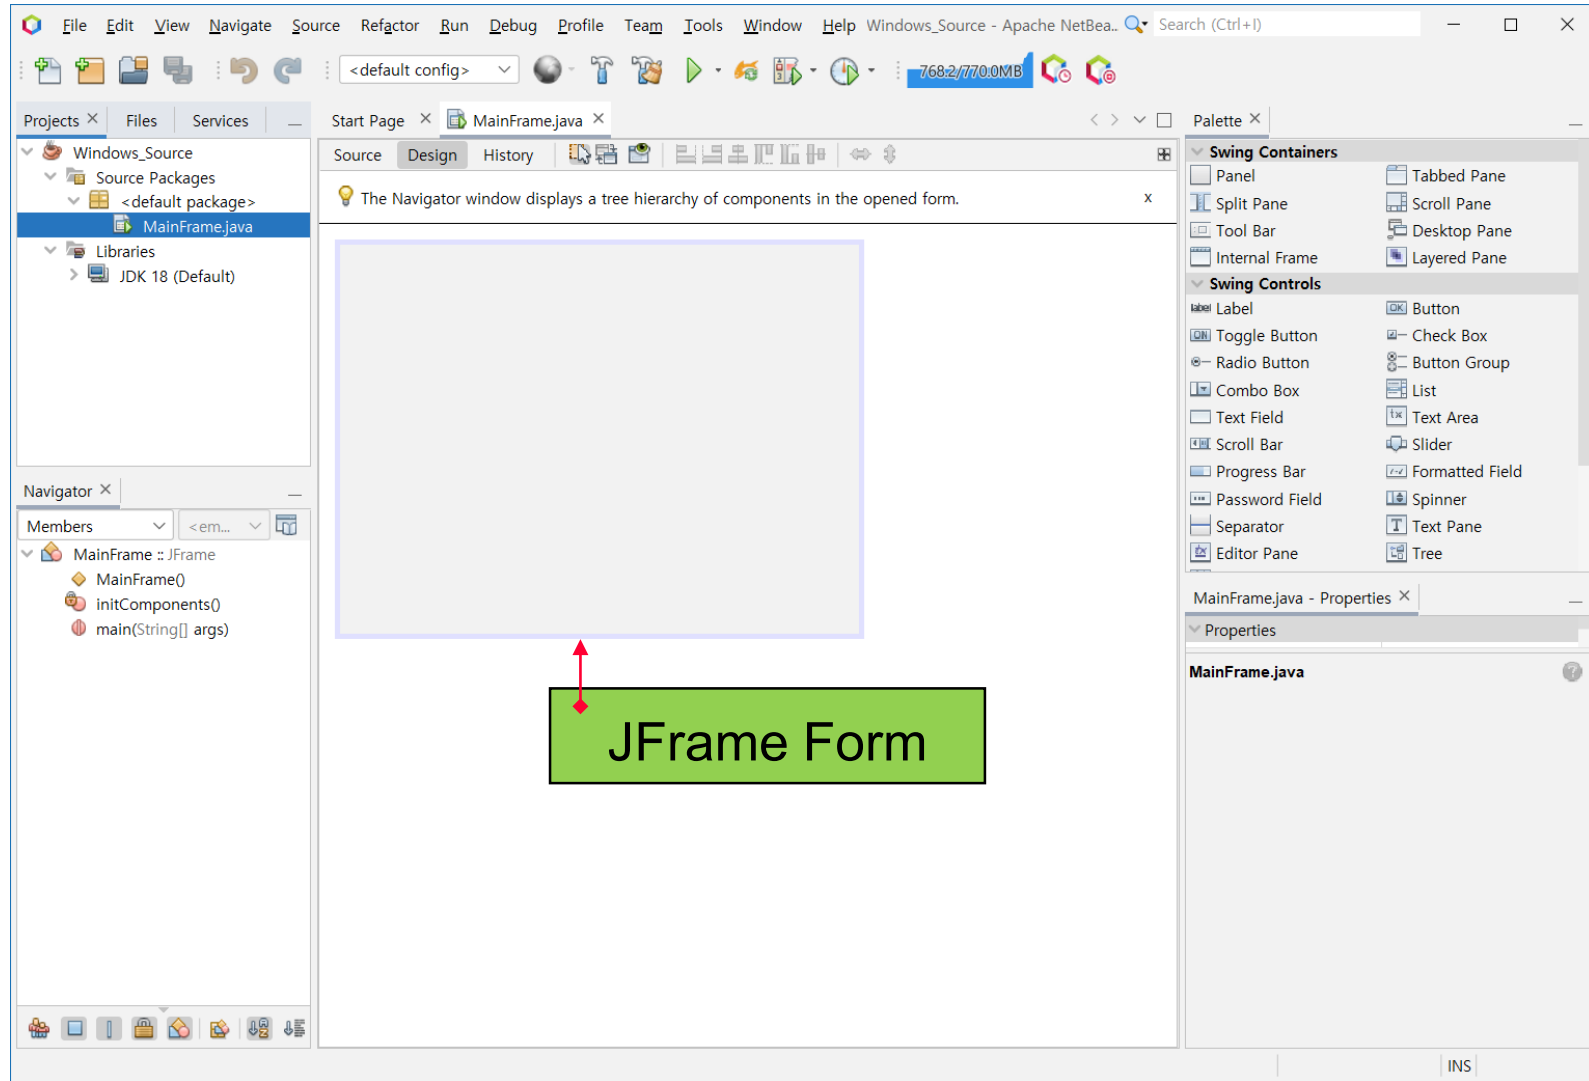 File Edit View Navigate Source Refactor Run Debug Profile Team Tools Window Help Windows_Source - Apache NetBea... Search (Ctrl+I)
<default config> 768.2/770.0MB
Projects Files Services
Windows_Source
Source Packages
<default package>
MainFrame.java
Libraries
JDK 18 (Default)
Navigator
Members <em...
MainFrame :: JFrame
MainFrame()
initComponents()
main(String[] args)
Start Page MainFrame.java
Source Design History
The Navigator window displays a tree hierarchy of components in the opened form. x
JFrame Form
Palette
Swing Containers
Panel Tabbed Pane
Split Pane Scroll Pane
Tool Bar Desktop Pane
Internal Frame Layered Pane
Swing Controls
label Label OK Button
ON Toggle Button Check Box
Radio Button Button Group
Combo Box List
Text Field Text Area
Scroll Bar Slider
Progress Bar Formatted Field
Password Field Spinner
Separator T Text Pane
Editor Pane Tree
MainFrame.java - Properties
Properties
MainFrame.java ?
INS